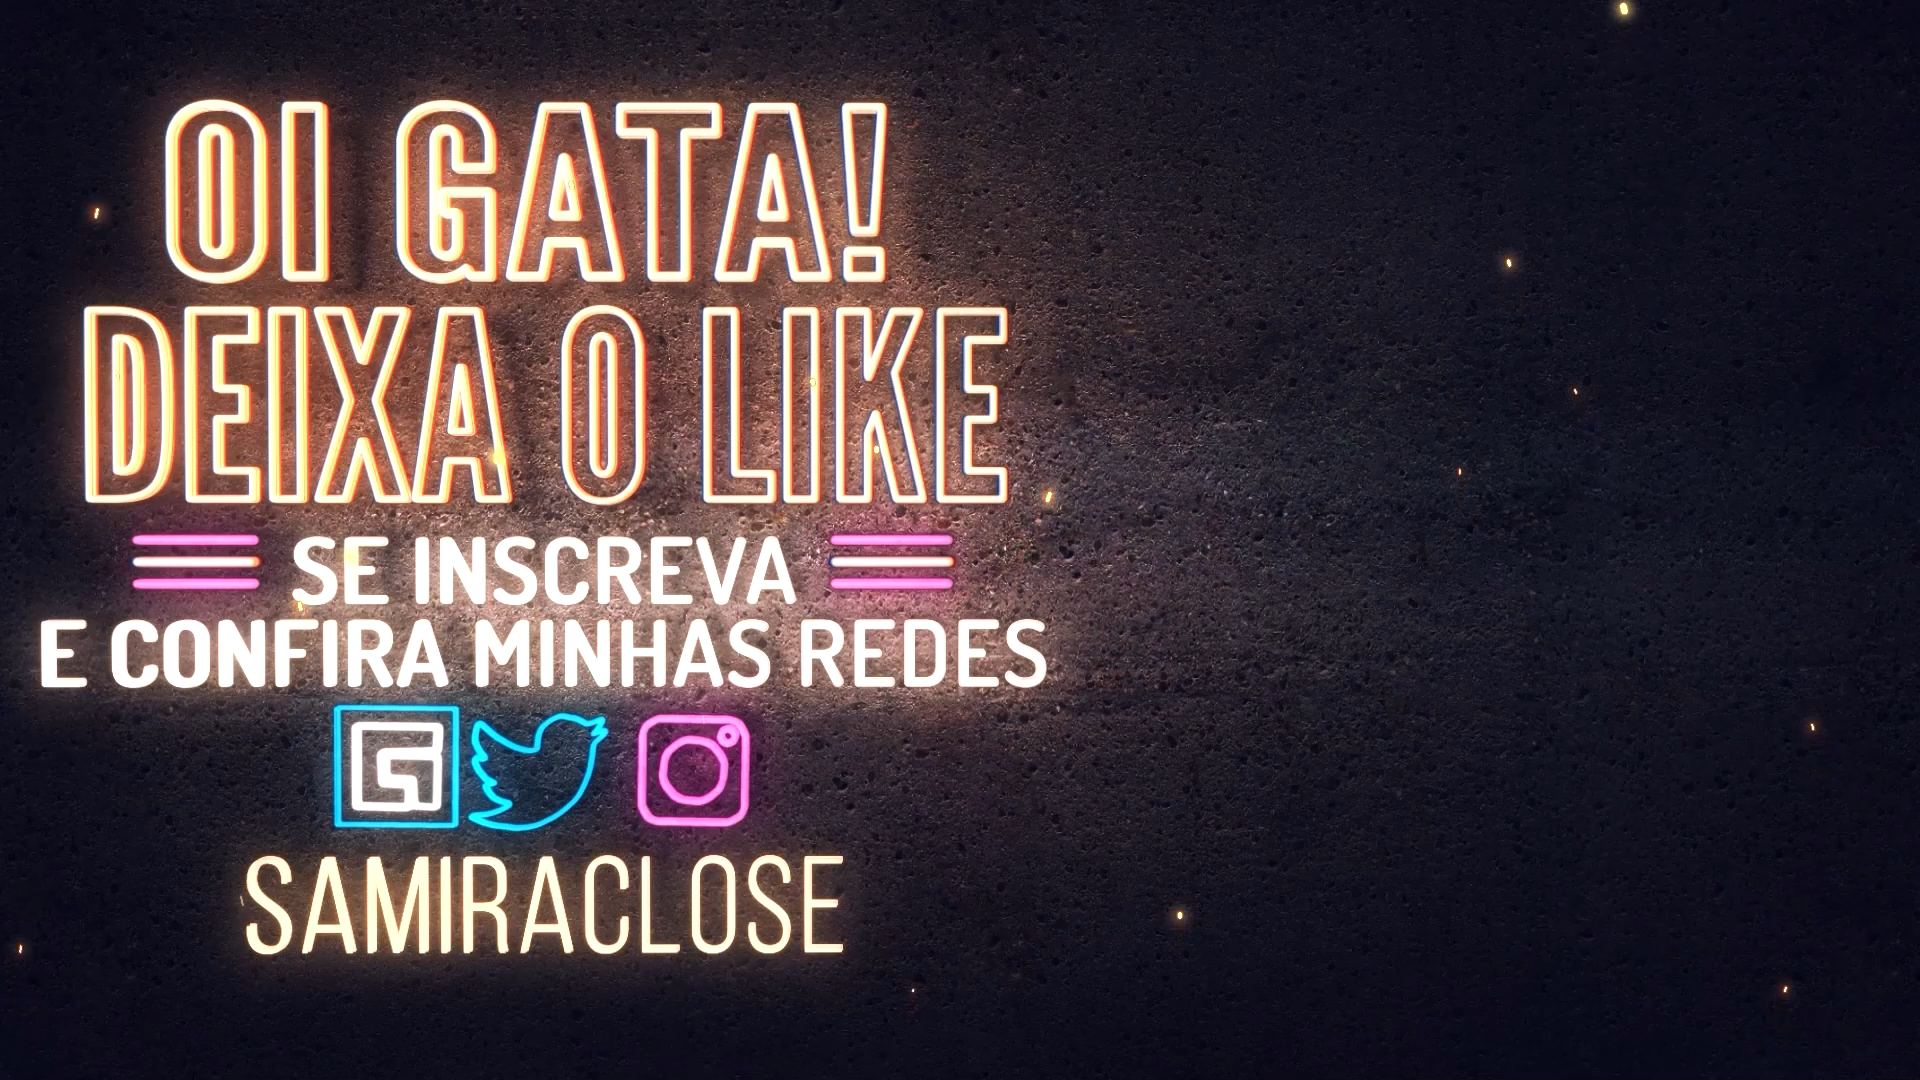 OI GATA!
DEIXA O LIKE
SE INSCREVA
E CONFIRA MINHAS REDES
SAMIRACLOSE